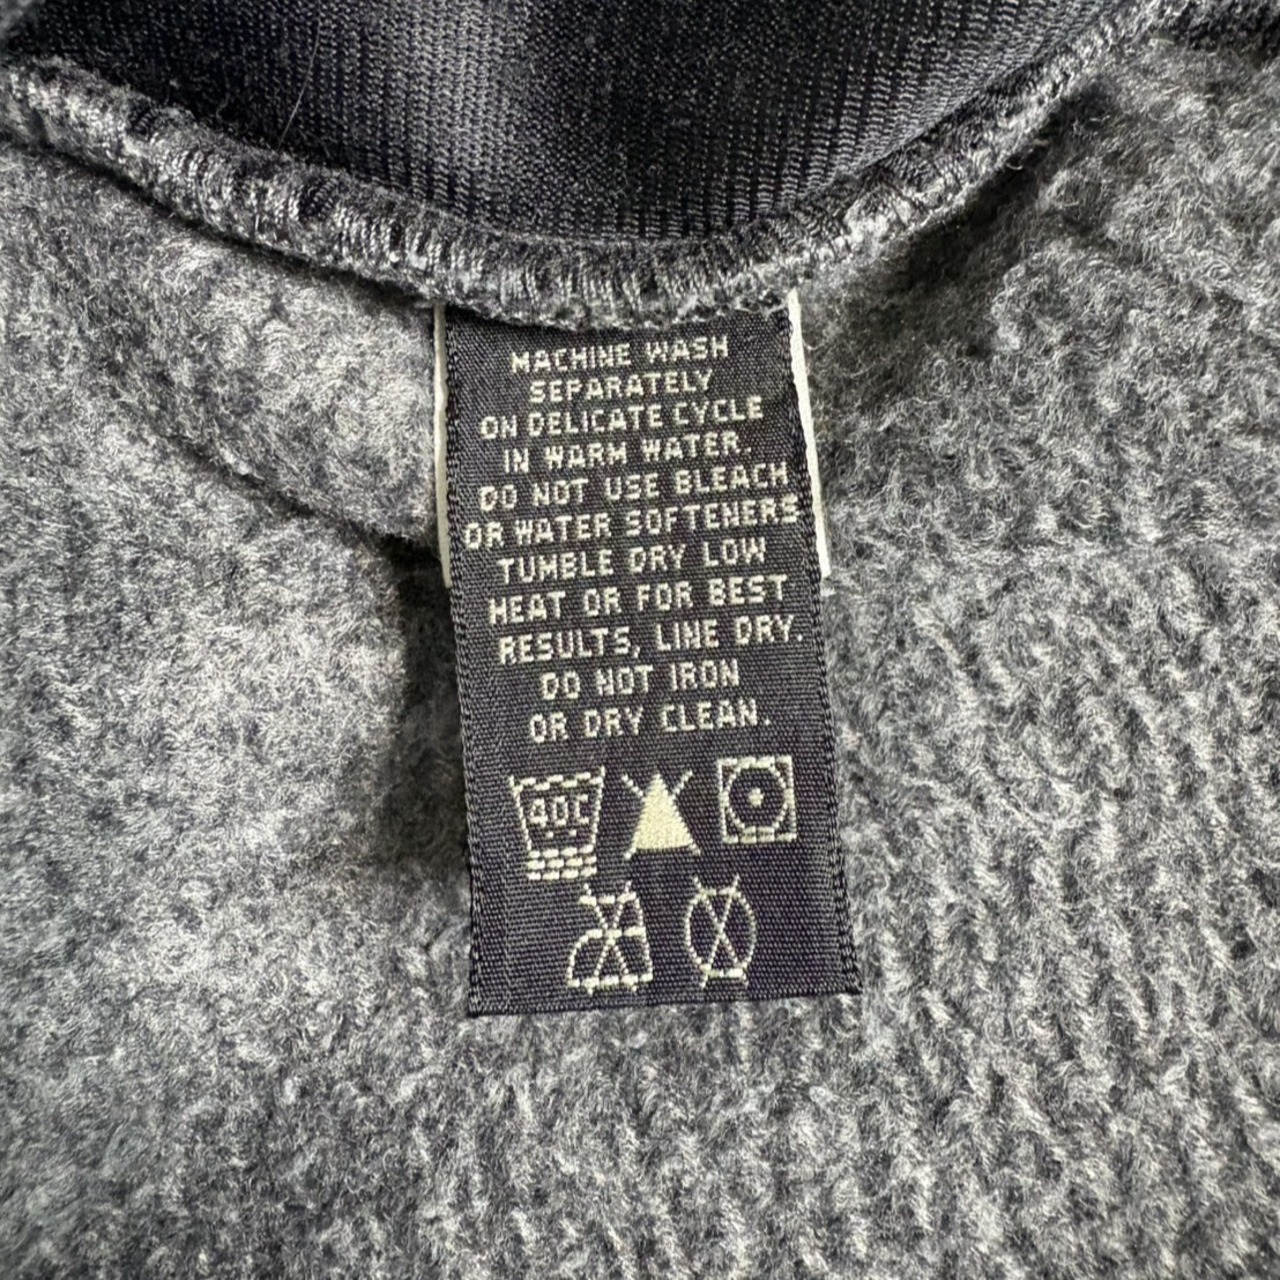 MACHINE WASH
SEPARATELY
ON DELICATE CYCLE
IN WARM WATER.
DO NOT USE BLEACH
OR WATER SOFTENERS
TUMBLE DRY LOW
HEAT OR FOR BEST
RESULTS, LINE DRY.
DO NOT IRON
OR DRY CLEAN.
40C